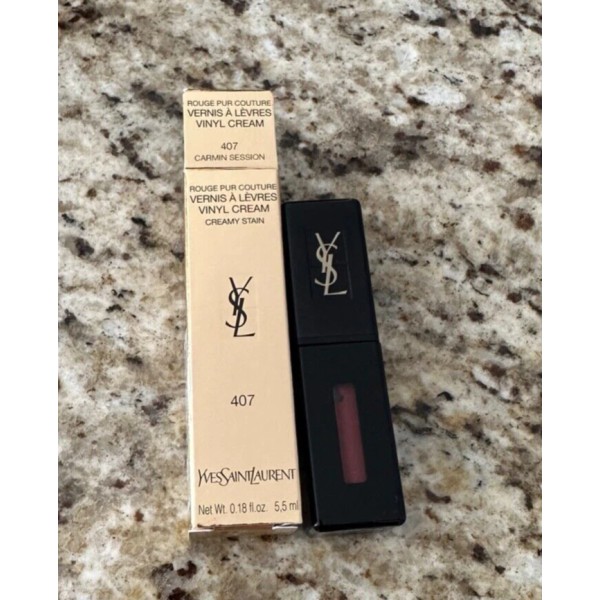 ROUGE PUR COUTURE
VERNIS À LÈVRES
VINYL CREAM
407
CARMIN SESSION
ROUGE PUR COUTURE
VERNIS À LÈVRES
VINYL CREAM
CREAMY STAIN
YSL
407
YVESSAINTLAURENT
Net Wt. 0.18 fl.oz. 5,5 ml
YSL